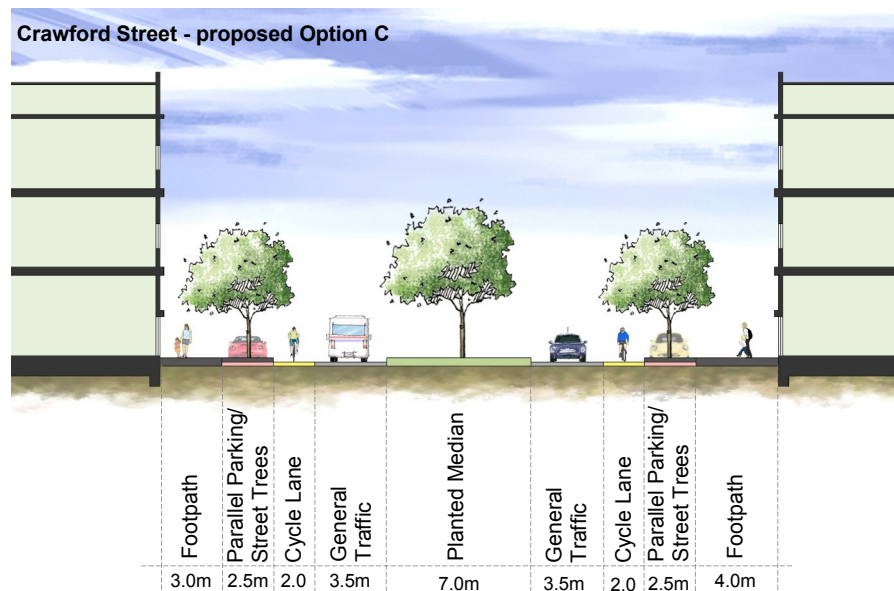 Crawford Street - proposed Option C
Footpath
Parallel Parking/
Street Trees
Cycle Lane
General
Traffic
Planted Median
General
Traffic
Cycle Lane
Parallel Parking/
Street Trees
Footpath
3.0m 2.5m 2.0 3.5m 7.0m 3.5m 2.0 2.5m 4.0m